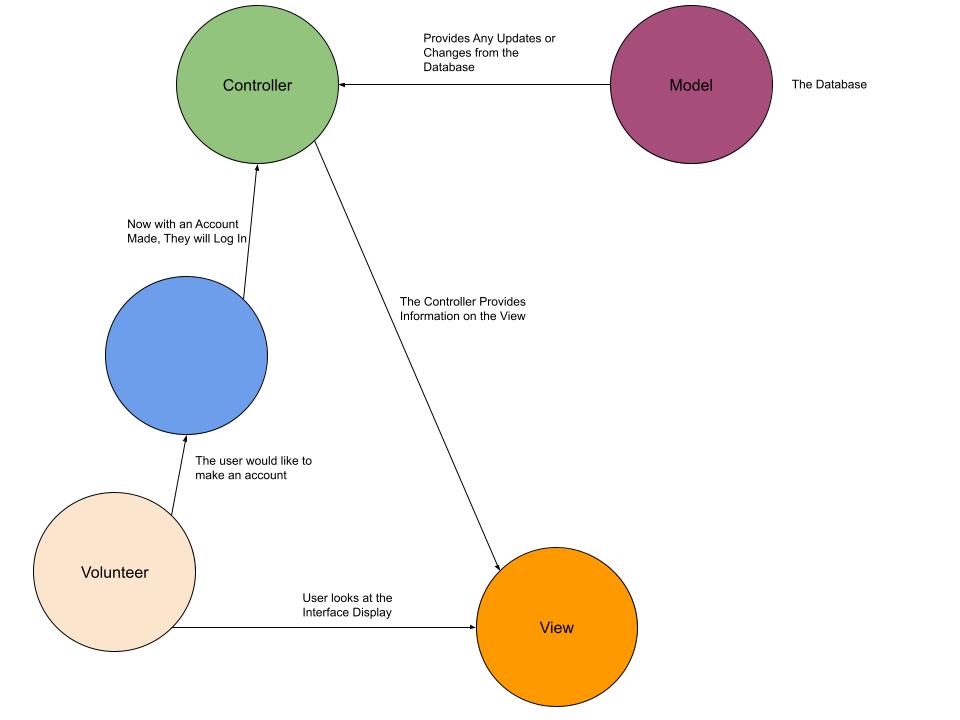 Provides Any Updates or
Changes from the
Database
Controller
Model
The Database
Now with an Account
Made, They will Log In
The Controller Provides
Information on the View
The user would like to
make an account
Volunteer
User looks at the
Interface Display
View